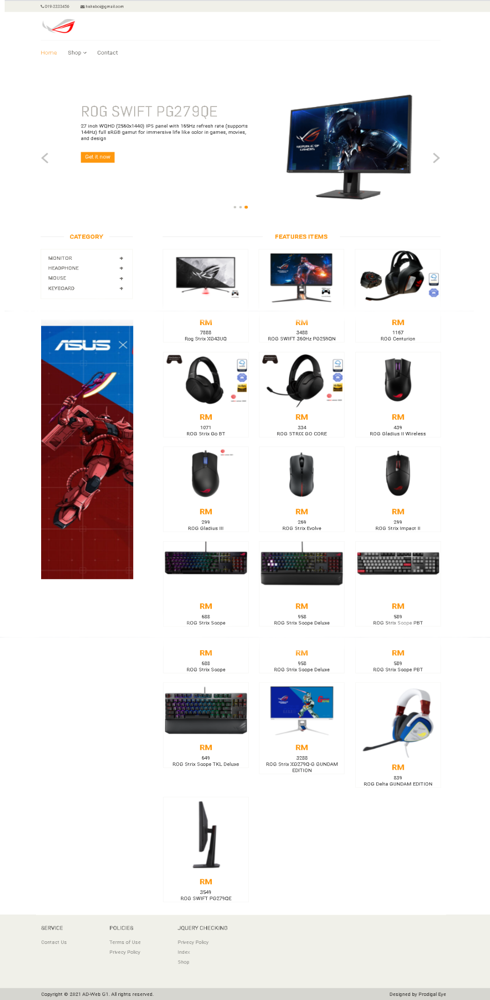 019-2233456 hahaboi@gmail.com
Home Shop Contact
ROG SWIFT PG279QE
27 inch WQHD (2560x1440) IPS panel with 165Hz refresh rate (supports
144Hz) full sRGB gamut for immersive life like color in games, movies,
and design
Get it now
REPUBLIC OF
GAMERS
CATEGORY
MONITOR +
HEADPHONE +
MOUSE +
KEYBOARD +
ASUS
FEATURES ITEMS
RM
7888
Rog Strix XG43UQ
RM
3488
ROG SWIFT 360Hz PG259QN
RM
1167
ROG Centurion
Hi-Res
RM
1071
ROG Strix Go BT
Hi-Res
RM
334
ROG STRIX GO CORE
RM
439
ROG Gladius II Wireless
RM
299
ROG Gladius III
RM
269
ROG Strix Evolve
RM
299
ROG Strix Impact II
RM
688
ROG Strix Scope
RM
958
ROG Strix Scope Deluxe
RM
589
ROG Strix Scope PBT
RM
688
ROG Strix Scope
RM
958
ROG Strix Scope Deluxe
RM
589
ROG Strix Scope PBT
RM
649
ROG Strix Scope TKL Deluxe
RM
3288
ROG Strix XG279Q-G GUNDAM
EDITION
RM
839
ROG Delta GUNDAM EDITION
RM
3549
ROG SWIFT PG279QE
SERVICE
Contact Us
POLICIES
Terms of Use
Privecy Policy
JQUERY CHECKING
Privecy Policy
Index
Shop
Copyright © 2021 AD-Web G1. All rights reserved.
Designed by Prodigal Eye